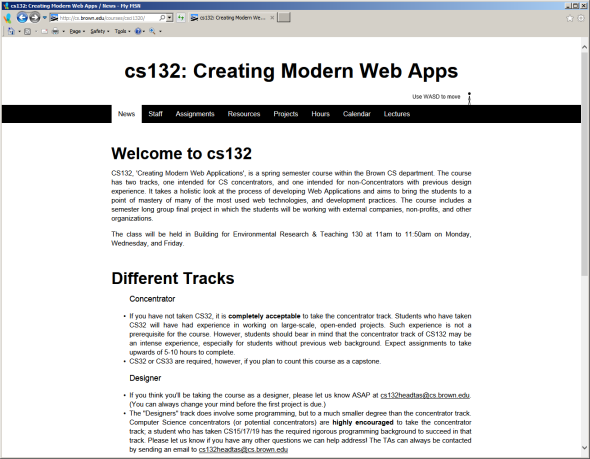 cs132: Creating Modern Web Apps / News - My MSR
http://cs.brown.edu/courses/csci1320/
cs132: Creating Modern We...
Page Safety Tools
cs132: Creating Modern Web Apps
Use WASD to move
News Staff Assignments Resources Projects Hours Calendar Lectures
Welcome to cs132
CS132, 'Creating Modern Web Applications', is a spring semester course within the Brown CS department. The course
has two tracks, one intended for CS concentrators, and one intended for non-Concentrators with previous design
experience. It takes a holistic look at the process of developing Web Applications and aims to bring the students to a
point of mastery of many of the most used web technologies, and development practices. The course includes a
semester long group final project in which the students will be working with external companies, non-profits, and other
organizations.
The class will be held in Building for Environmental Research & Teaching 130 at 11am to 11:50am on Monday,
Wednesday, and Friday.
Different Tracks
Concentrator
• If you have not taken CS32, it is completely acceptable to take the concentrator track. Students who have taken
CS32 will have had experience in working on large-scale, open-ended projects. Such experience is not a
prerequisite for the course. However, students should bear in mind that the concentrator track of CS132 may be
an intense experience, especially for students without previous web background. Expect assignments to take
upwards of 5-10 hours to complete.
• CS32 or CS33 are required, however, if you plan to count this course as a capstone.
Designer
• If you think you'll be taking the course as a designer, please let us know ASAP at cs132headtas@cs.brown.edu.
(You can always change your mind before the first project is due.)
• The "Designers" track does involve some programming, but to a much smaller degree than the concentrator track.
Computer Science concentrators (or potential concentrators) are highly encouraged to take the concentrator
track, a student who has taken CS15/17/19 has the required rigorous programming background to succeed in that
track. Please let us know if you have any other questions we can help address! The TAs can always be contacted
by sending an email to cs132headtas@cs.brown.edu